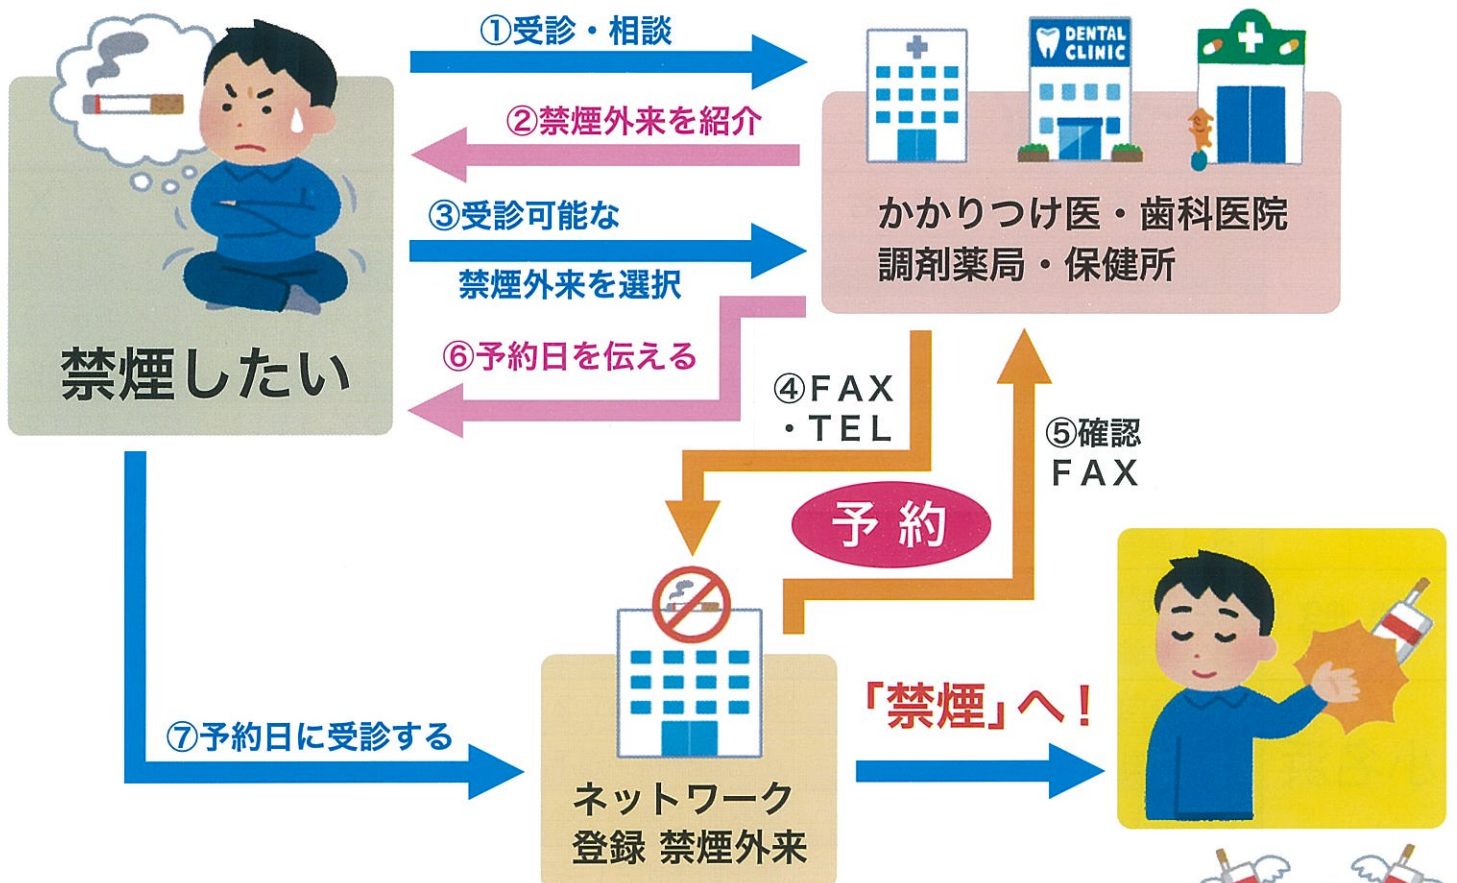 ①受診・相談
DENTAL
CLINIC
②禁煙外来を紹介
③受診可能な
禁煙外来を選択
かかりつけ医・歯科医院
調剤薬局・保健所
禁煙したい
⑥予約日を伝える
④FAX
・TEL
⑤確認
FAX
予約
⑦予約日に受診する
「禁煙」へ!
ネットワーク
登録 禁煙外来